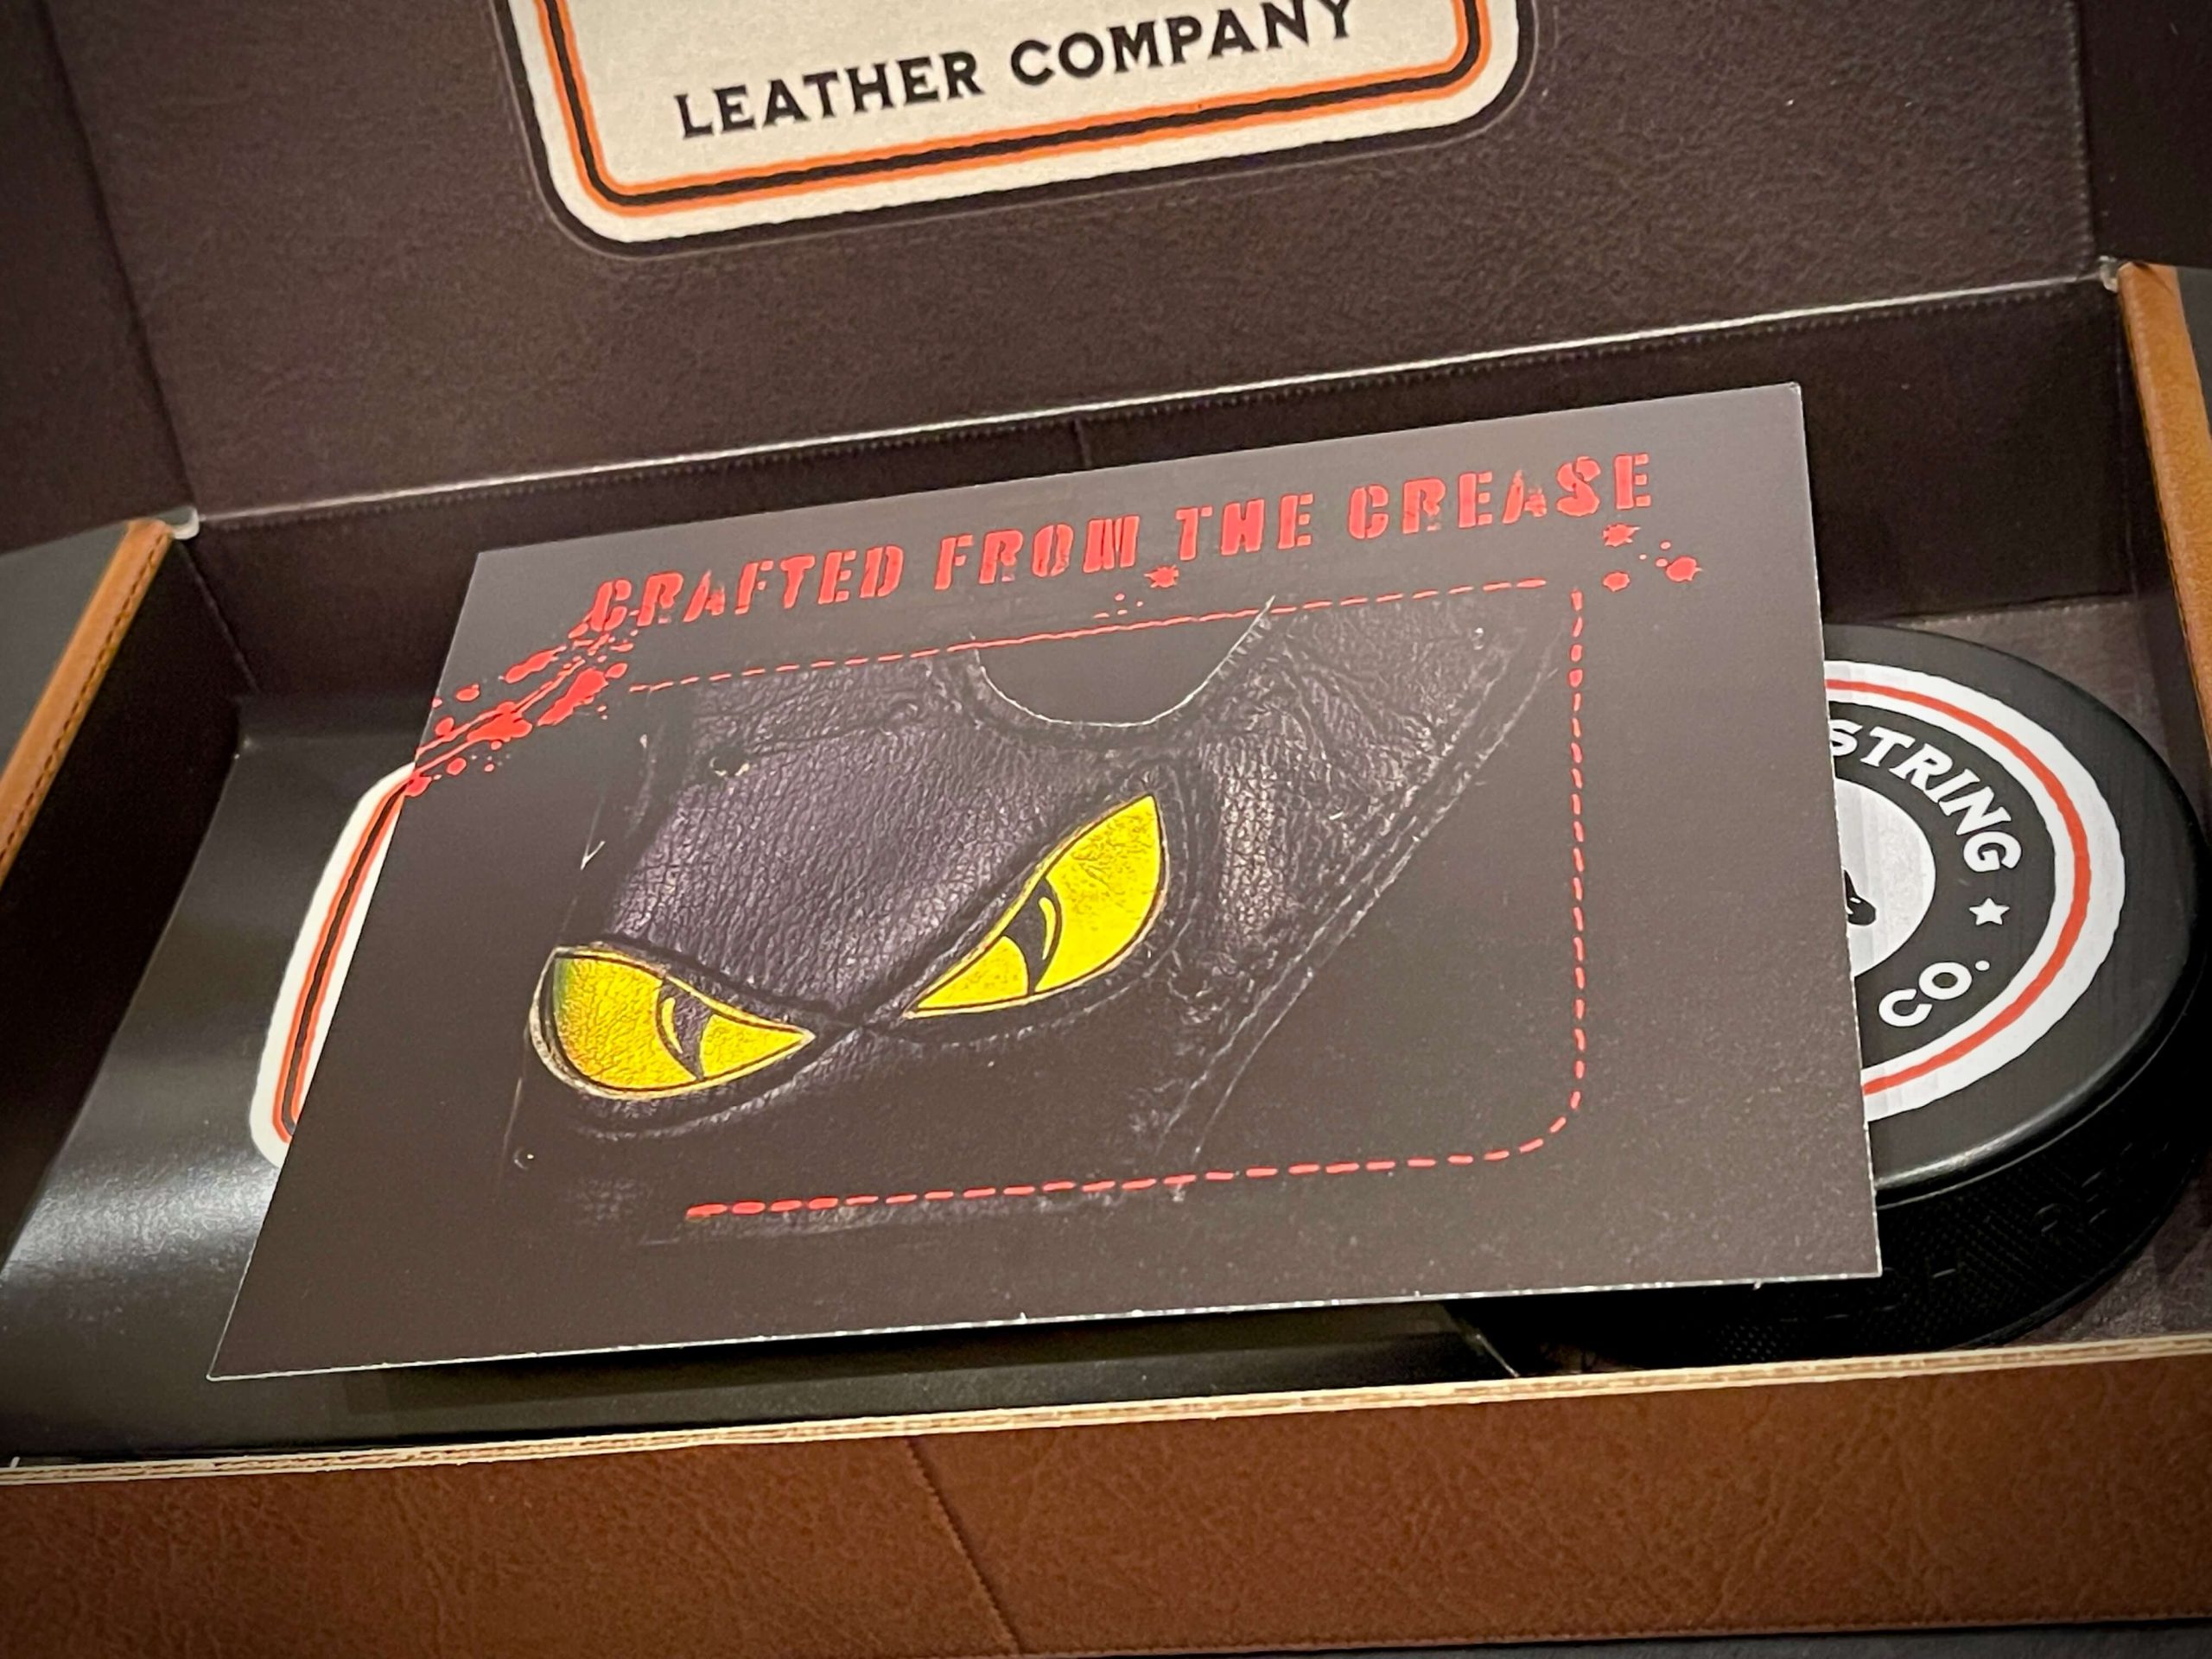 LEATHER COMPANY
CRAFTED FROM THE CREASE
STRING
CO.